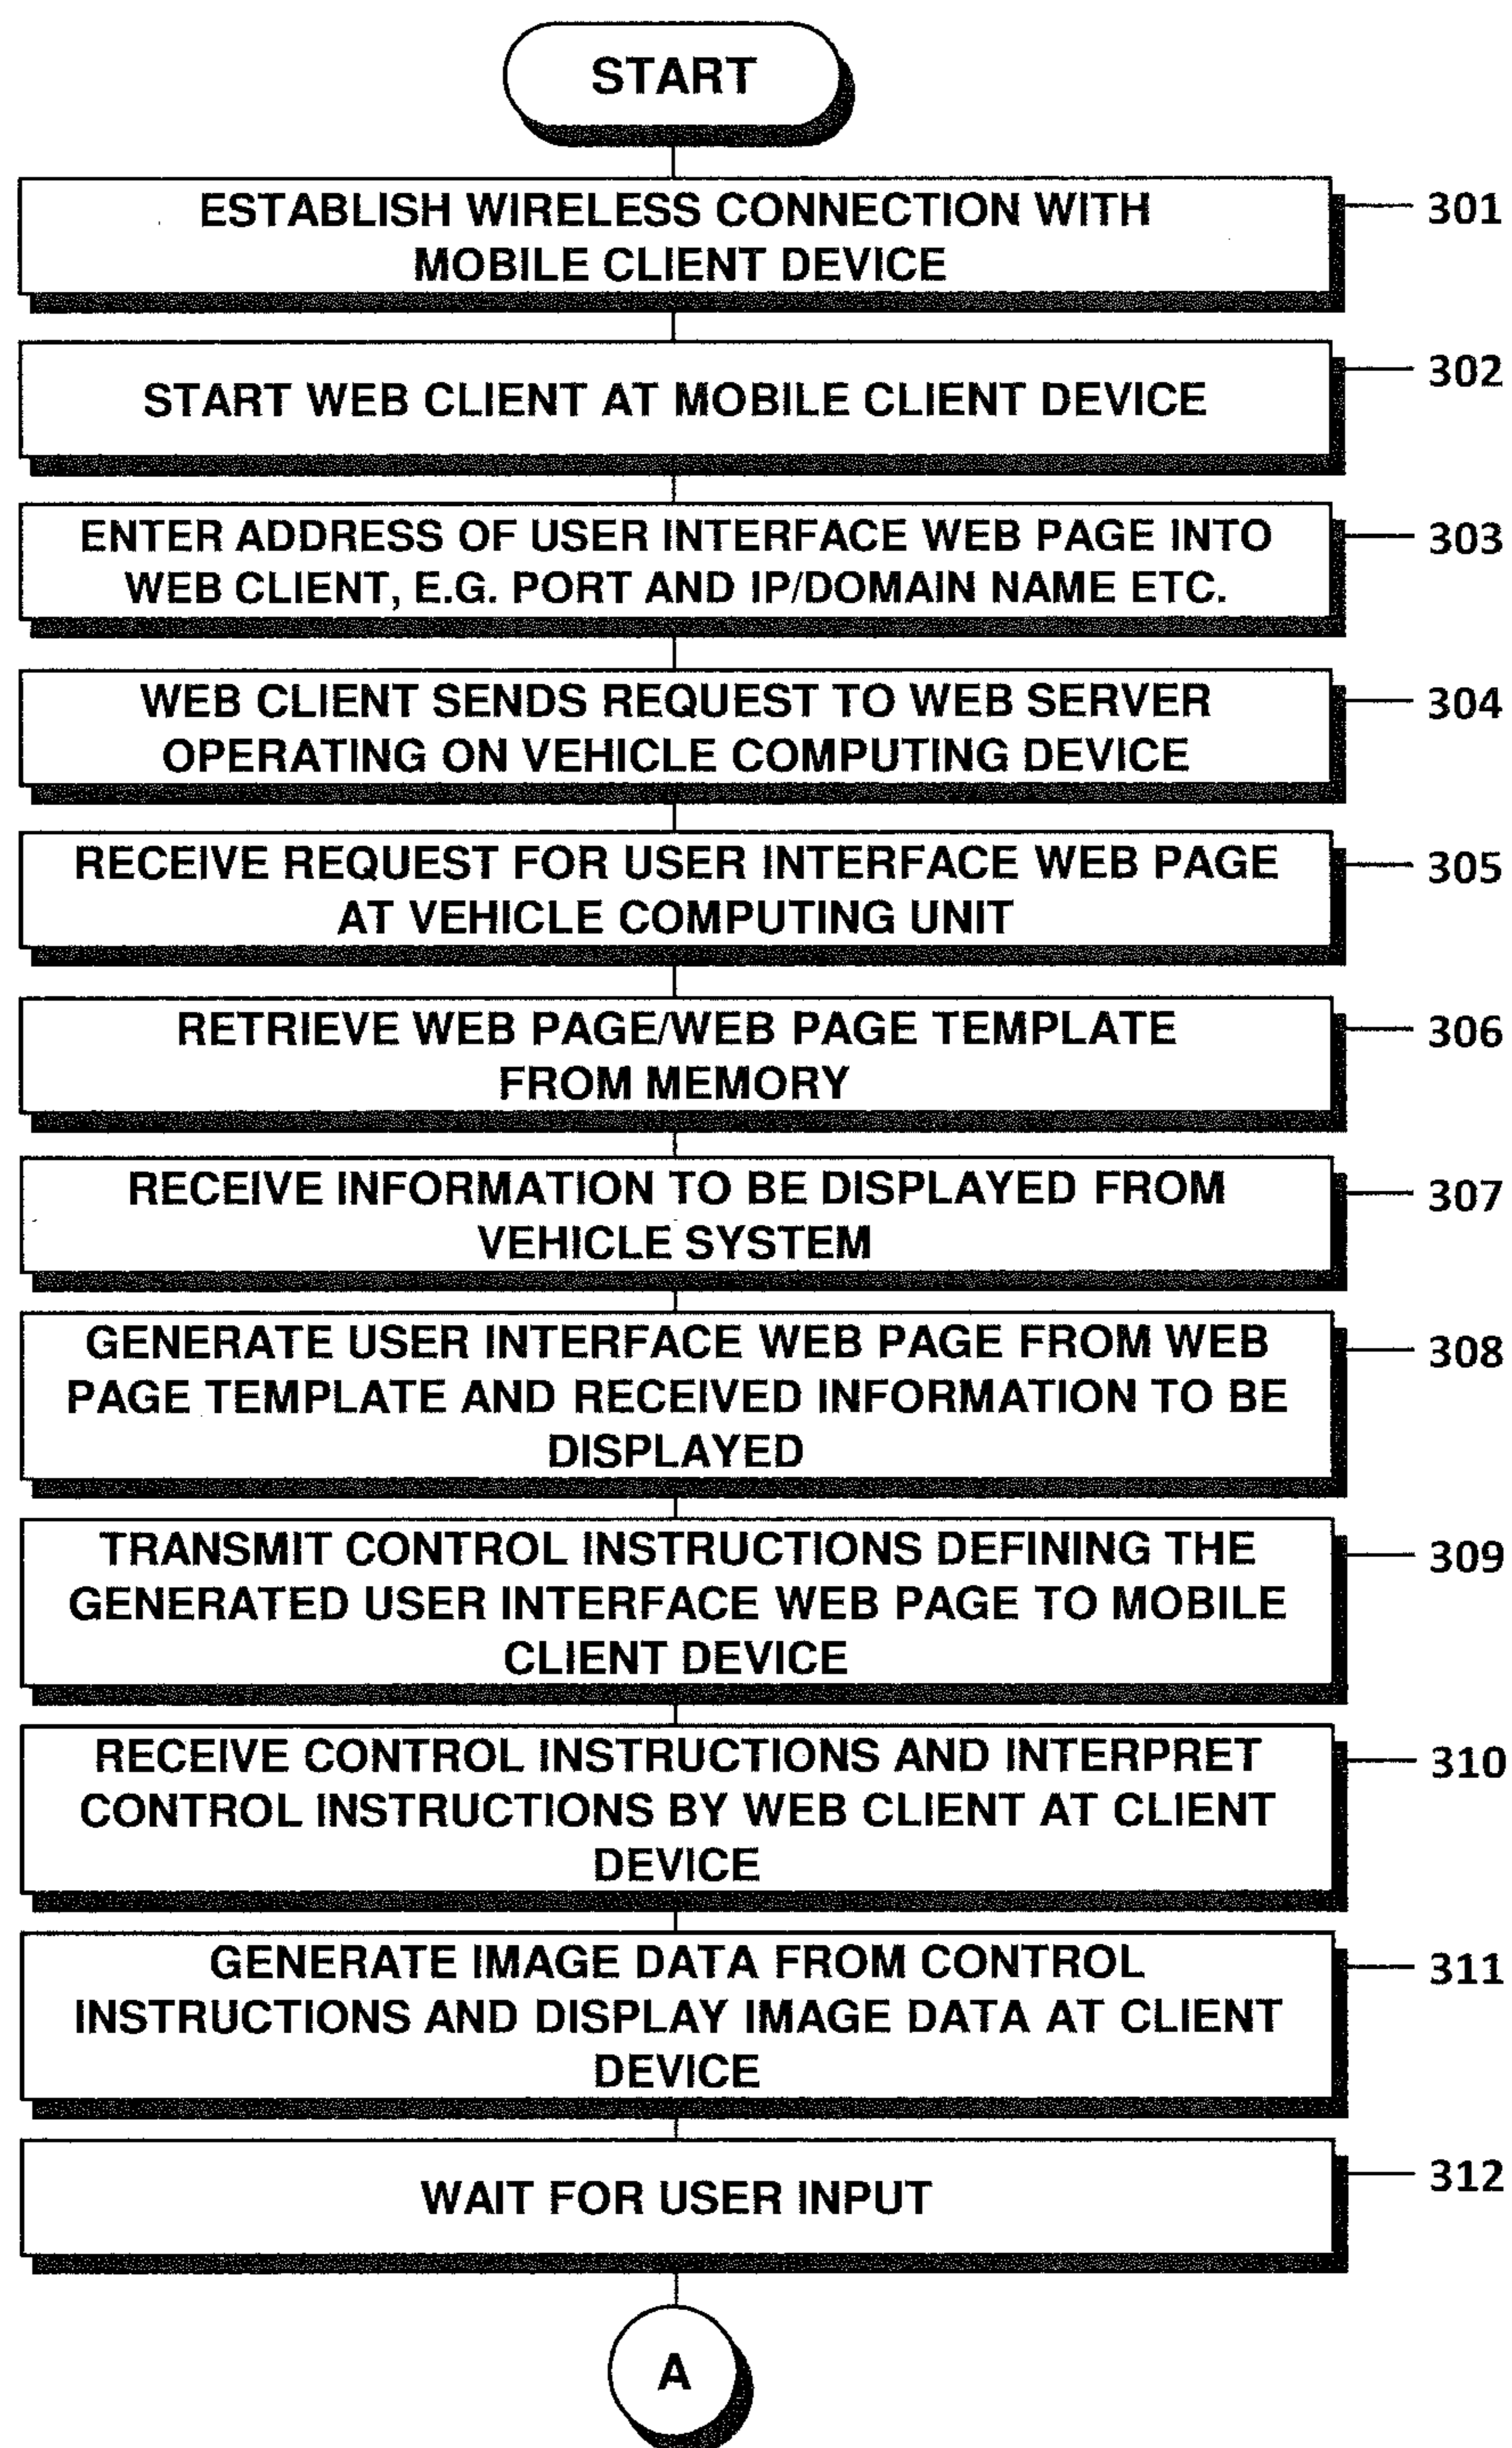 START
ESTABLISH WIRELESS CONNECTION WITH
MOBILE CLIENT DEVICE
301
START WEB CLIENT AT MOBILE CLIENT DEVICE
302
ENTER ADDRESS OF USER INTERFACE WEB PAGE INTO
WEB CLIENT, E.G. PORT AND IP/DOMAIN NAME ETC.
303
WEB CLIENT SENDS REQUEST TO WEB SERVER
OPERATING ON VEHICLE COMPUTING DEVICE
304
RECEIVE REQUEST FOR USER INTERFACE WEB PAGE
AT VEHICLE COMPUTING UNIT
305
RETRIEVE WEB PAGE/WEB PAGE TEMPLATE
FROM MEMORY
306
RECEIVE INFORMATION TO BE DISPLAYED FROM
VEHICLE SYSTEM
307
GENERATE USER INTERFACE WEB PAGE FROM WEB
PAGE TEMPLATE AND RECEIVED INFORMATION TO BE
DISPLAYED
308
TRANSMIT CONTROL INSTRUCTIONS DEFINING THE
GENERATED USER INTERFACE WEB PAGE TO MOBILE
CLIENT DEVICE
309
RECEIVE CONTROL INSTRUCTIONS AND INTERPRET
CONTROL INSTRUCTIONS BY WEB CLIENT AT CLIENT
DEVICE
310
GENERATE IMAGE DATA FROM CONTROL
INSTRUCTIONS AND DISPLAY IMAGE DATA AT CLIENT
DEVICE
311
WAIT FOR USER INPUT
312
A